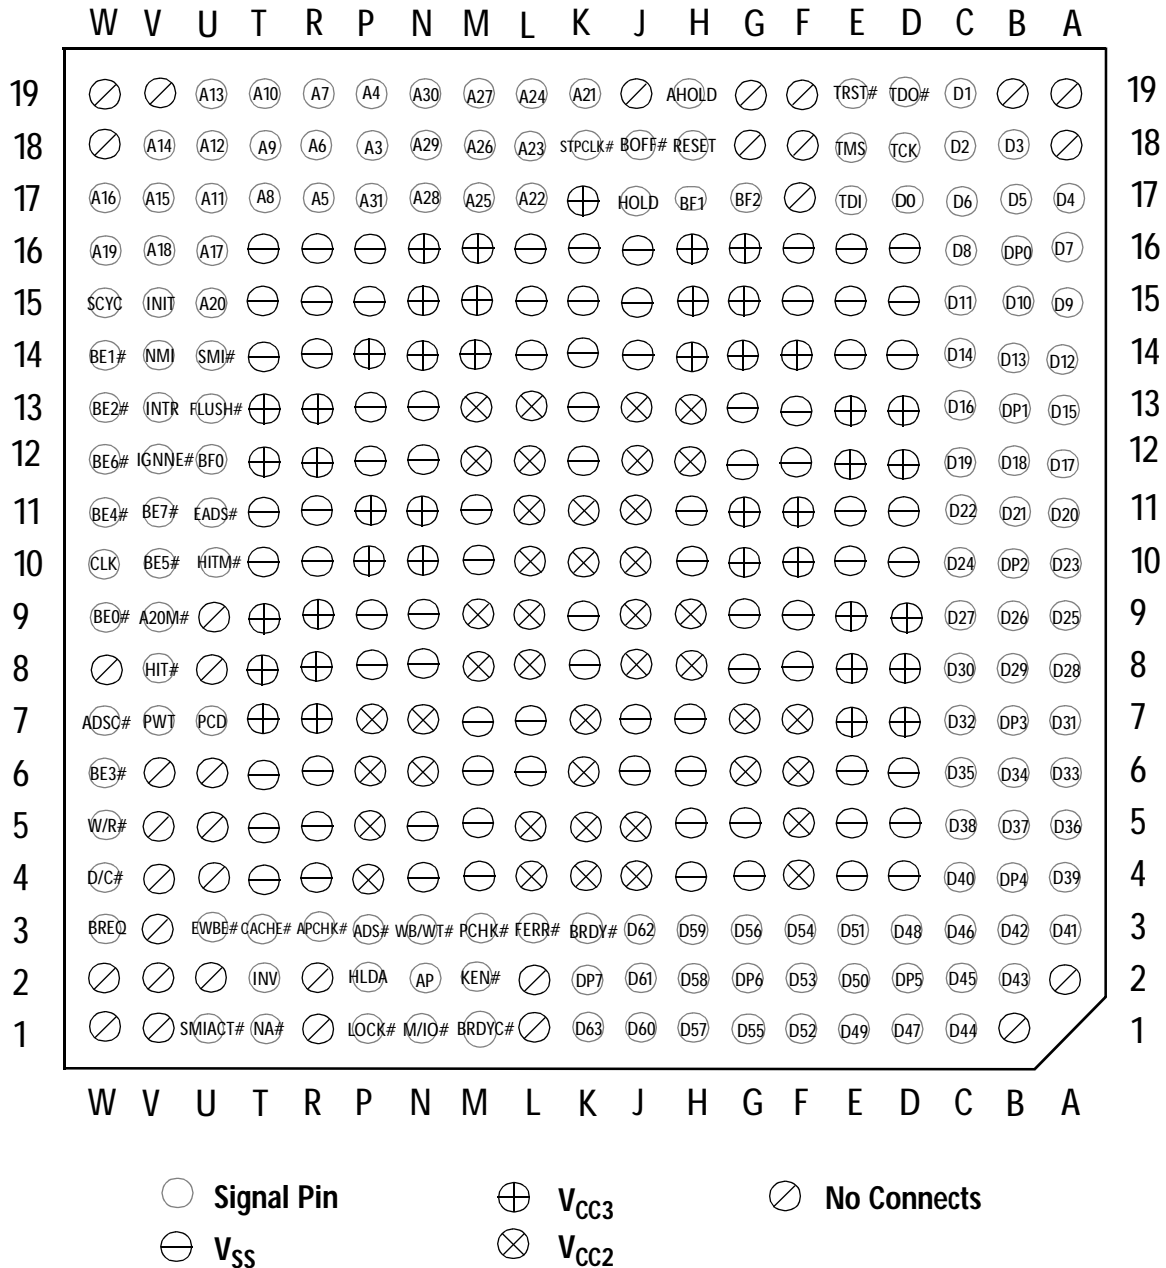 W V U T R P N M L K J H G F E D C B A
19 A13 A10 A7 A4 A30 A27 A24 A21 AHOLD TRST# TDO# D1 19
18 A14 A12 A9 A6 A3 A29 A26 A23 STPCLK# BOFF# RESET TMS TCK D2 D3 18
17 A16 A15 A11 A8 A5 A31 A28 A25 A22 HOLD BF1 BF2 TDI D0 D6 D5 D4 17
16 A19 A18 A17 D8 DP0 D7 16
15 SCYC INIT A20 D11 D10 D9 15
14 BE1# NMI SMI# D14 D13 D12 14
13 BE2# INTR FLUSH# D16 DP1 D15 13
12 BE6# IGNNE# BF0 D19 D18 D17 12
11 BE4# BE7# EADS# D22 D21 D20 11
10 CLK BE5# HITM# D24 DP2 D23 10
9 BE0# A20M# D27 D26 D25 9
8 HIT# D30 D29 D28 8
7 ADSC# PWT PCD D32 DP3 D31 7
6 BE3# D35 D34 D33 6
5 W/R# D38 D37 D36 5
4 D/C# D40 DP4 D39 4
3 BREQ EWBE# CACHE# APCHK# ADS# WB/WT# PCHK# FERR# BRDY# D62 D59 D56 D54 D51 D48 D46 D42 D41 3
2 INV HLDA AP KEN# DP7 D61 D58 DP6 D53 D50 DP5 D45 D43 2
1 SMIACT# NA# LOCK# M/IO# BRDYC# D63 D60 D57 D55 D52 D49 D47 D44 1
W V U T R P N M L K J H G F E D C B A
Signal Pin VCC3 No Connects
VSS VCC2